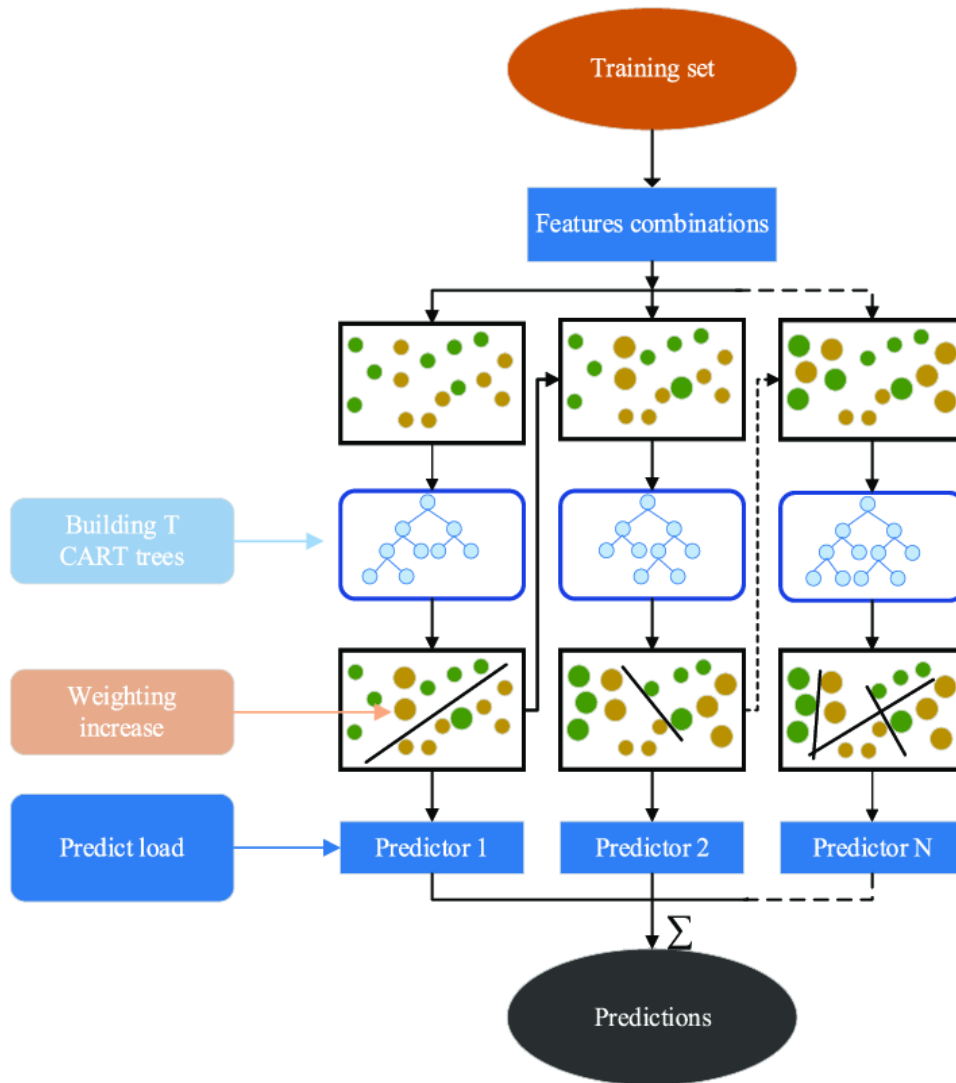 Training set
Features combinations
Building T
CART trees
Weighting
increase
Predict load
Predictor 1
Predictor 2
Predictor N
Σ
Predictions